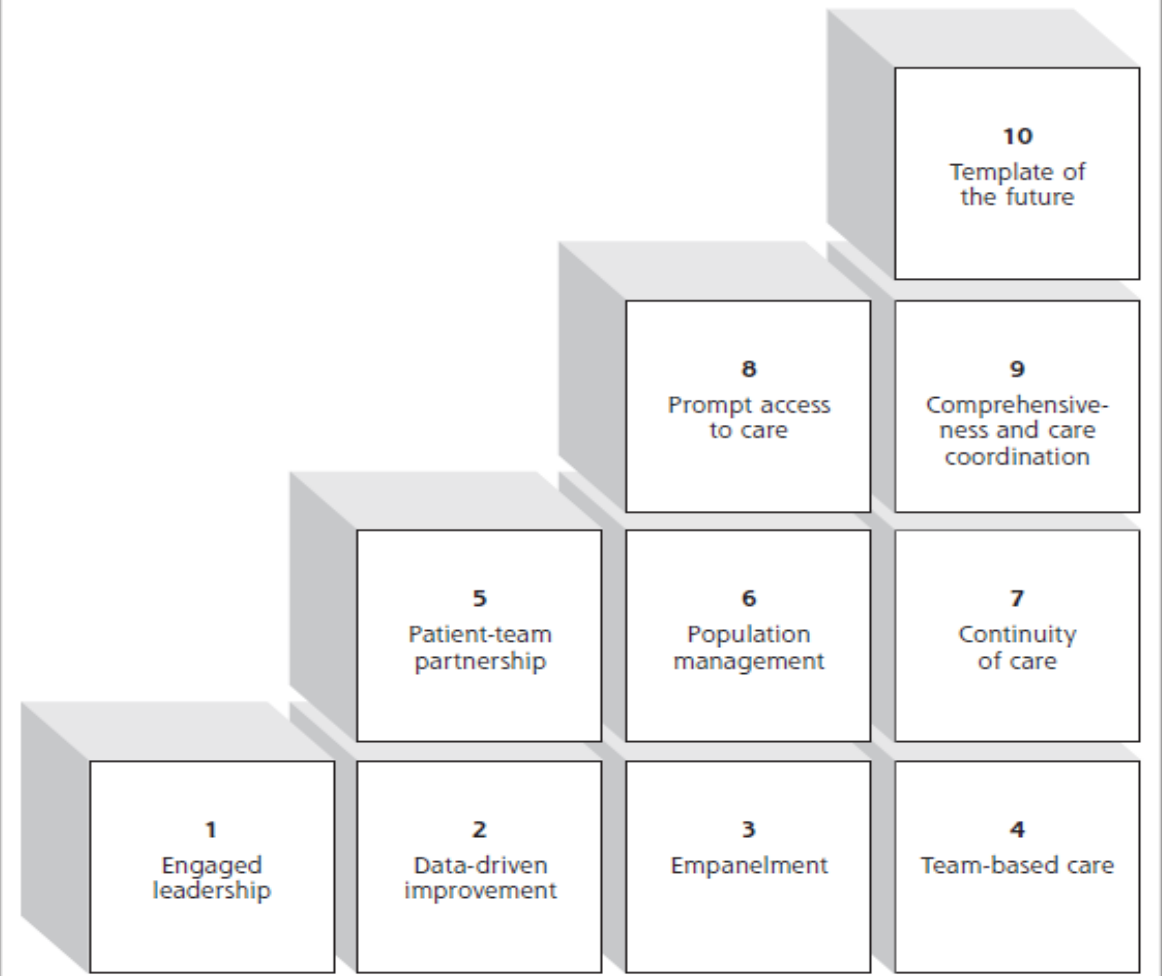 10
Template of
the future
8
Prompt access
to care
9
Comprehensive-
ness and care
coordination
5
Patient-team
partnership
6
Population
management
7
Continuity
of care
1
Engaged
leadership
2
Data-driven
improvement
3
Empanelment
4
Team-based care